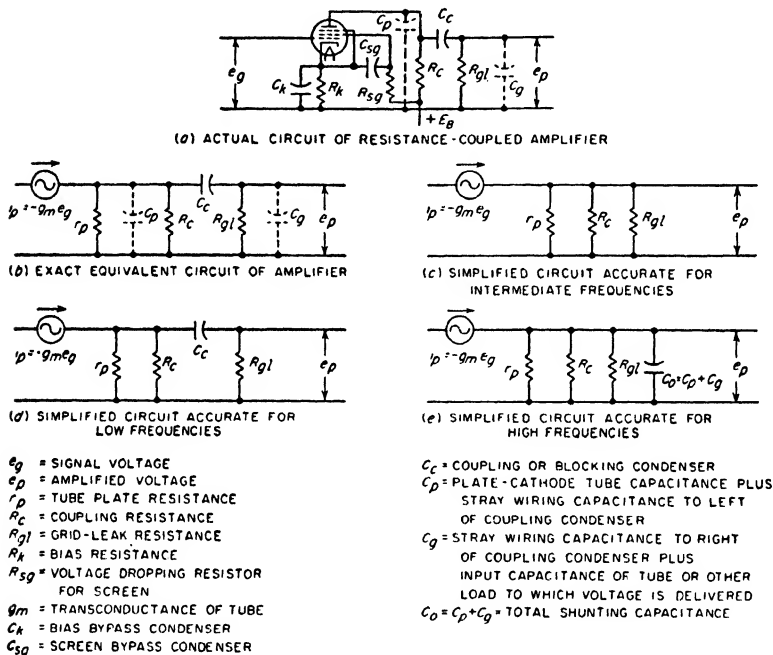 Cp
Cc
eg
Csg
Ck
Rk
Rsg
Rc
Rgl
Cg
ep
+ EB
(a) ACTUAL CIRCUIT OF RESISTANCE-COUPLED AMPLIFIER
ip=-gmeg
rp
Cp
Rc
Cc
Rgl
Cg
ep
(b) EXACT EQUIVALENT CIRCUIT OF AMPLIFIER
ip=-gmeg
rp
Rc
Rgl
ep
(c) SIMPLIFIED CIRCUIT ACCURATE FOR
INTERMEDIATE FREQUENCIES
ip=-gmeg
rp
Rc
Cc
Rgl
ep
(d) SIMPLIFIED CIRCUIT ACCURATE FOR
LOW FREQUENCIES
ip=-gmeg
rp
Rc
Rgl
Co=Cp+Cg
ep
(e) SIMPLIFIED CIRCUIT ACCURATE FOR
HIGH FREQUENCIES
eg = SIGNAL VOLTAGE
ep = AMPLIFIED VOLTAGE
rp = TUBE PLATE RESISTANCE
Rc = COUPLING RESISTANCE
Rgl = GRID-LEAK RESISTANCE
Rk = BIAS RESISTANCE
Rsg = VOLTAGE DROPPING RESISTOR
FOR SCREEN
gm = TRANSCONDUCTANCE OF TUBE
Ck = BIAS BYPASS CONDENSER
Csg = SCREEN BYPASS CONDENSER
Cc = COUPLING OR BLOCKING CONDENSER
Cp = PLATE-CATHODE TUBE CAPACITANCE PLUS
STRAY WIRING CAPACITANCE TO LEFT
OF COUPLING CONDENSER
Cg = STRAY WIRING CAPACITANCE TO RIGHT
OF COUPLING CONDENSER PLUS
INPUT CAPACITANCE OF TUBE OR OTHER
LOAD TO WHICH VOLTAGE IS DELIVERED
Co = Cp+Cg = TOTAL SHUNTING CAPACITANCE